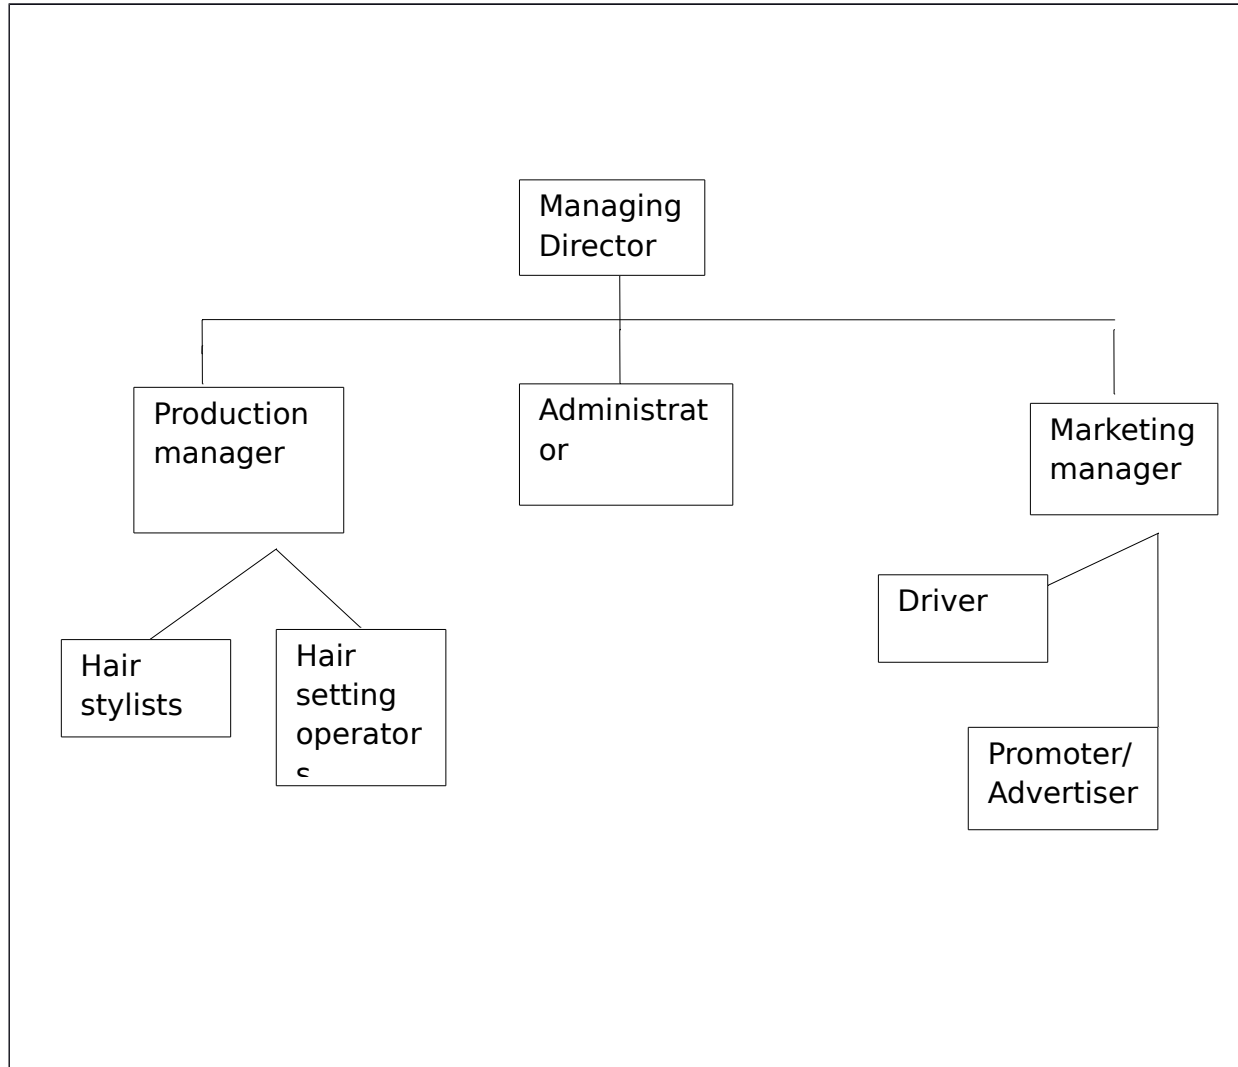 Managing
Director
Production
manager
Administrat
or
Marketing
manager
Driver
Hair
stylists
Hair
setting
operator
s
Promoter/
Advertiser